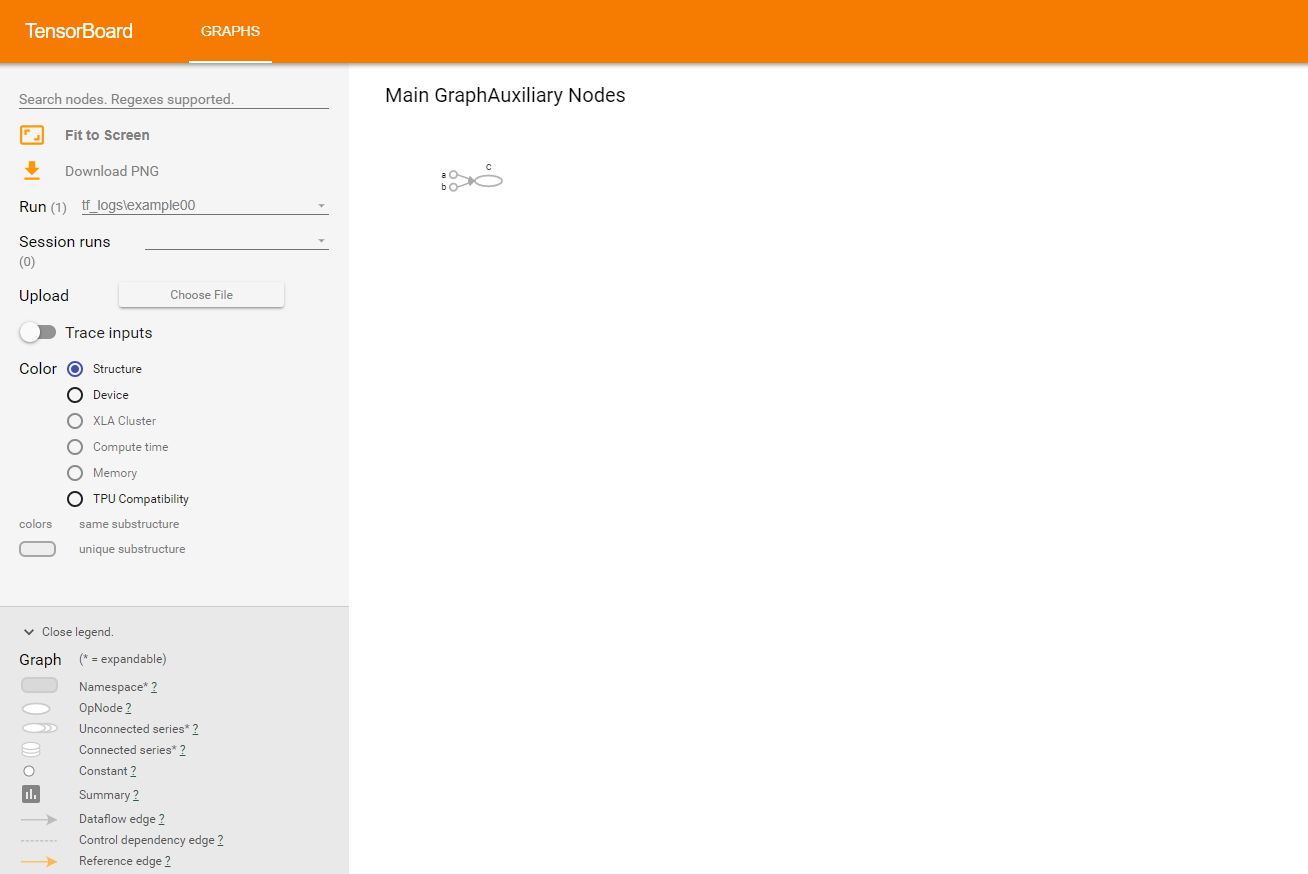 TensorBoard
GRAPHS
Search nodes. Regexes supported.
Fit to Screen
Download PNG
Run (1) tf_logs\example00
Session runs
(0)
Upload Choose File
Trace inputs
Color Structure
Device
XLA Cluster
Compute time
Memory
TPU Compatibility
colors same substructure
unique substructure
Close legend.
Graph (* = expandable)
Namespace* ?
OpNode ?
Unconnected series* ?
Connected series* ?
Constant ?
Summary ?
Dataflow edge ?
Control dependency edge ?
Reference edge ?
Main GraphAuxiliary Nodes
C
a
b